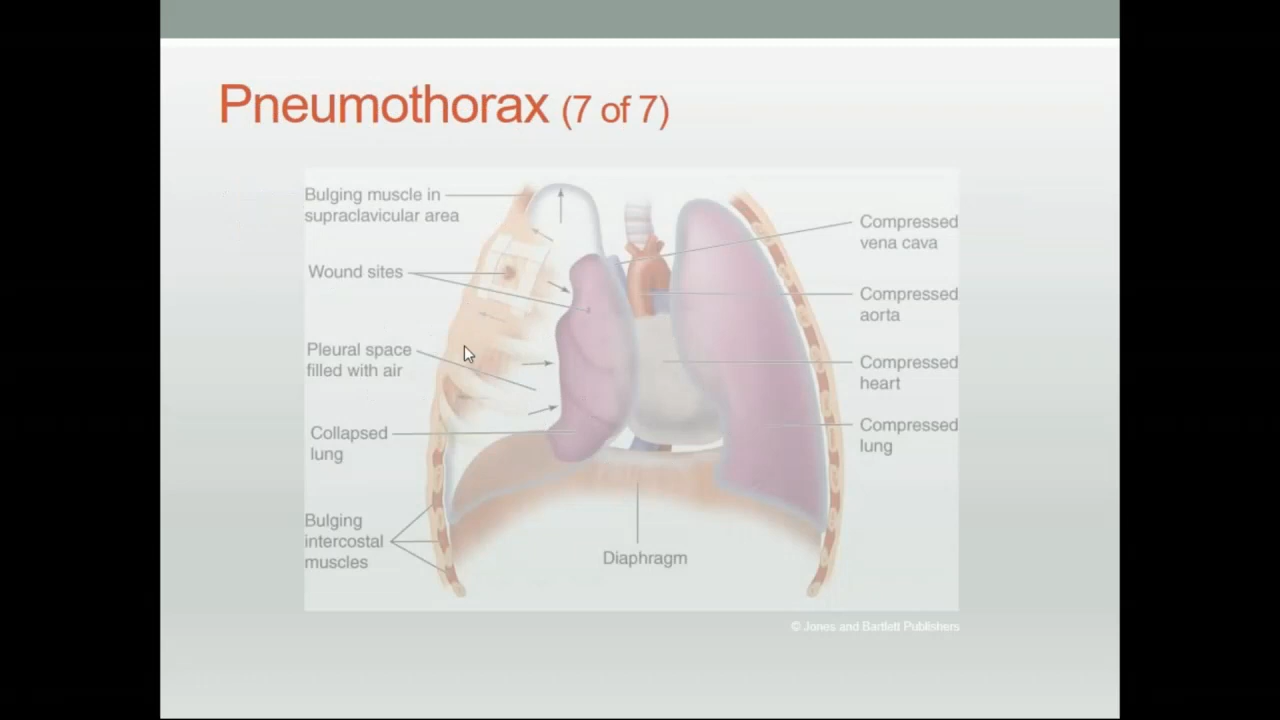 Pneumothorax (7 of 7)
Bulging muscle in
supraclavicular area
Wound sites
Pleural space
filled with air
Collapsed
lung
Bulging
intercostal
muscles
Diaphragm
Compressed
vena cava
Compressed
aorta
Compressed
heart
Compressed
lung
© Jones and Bartlett Publishers